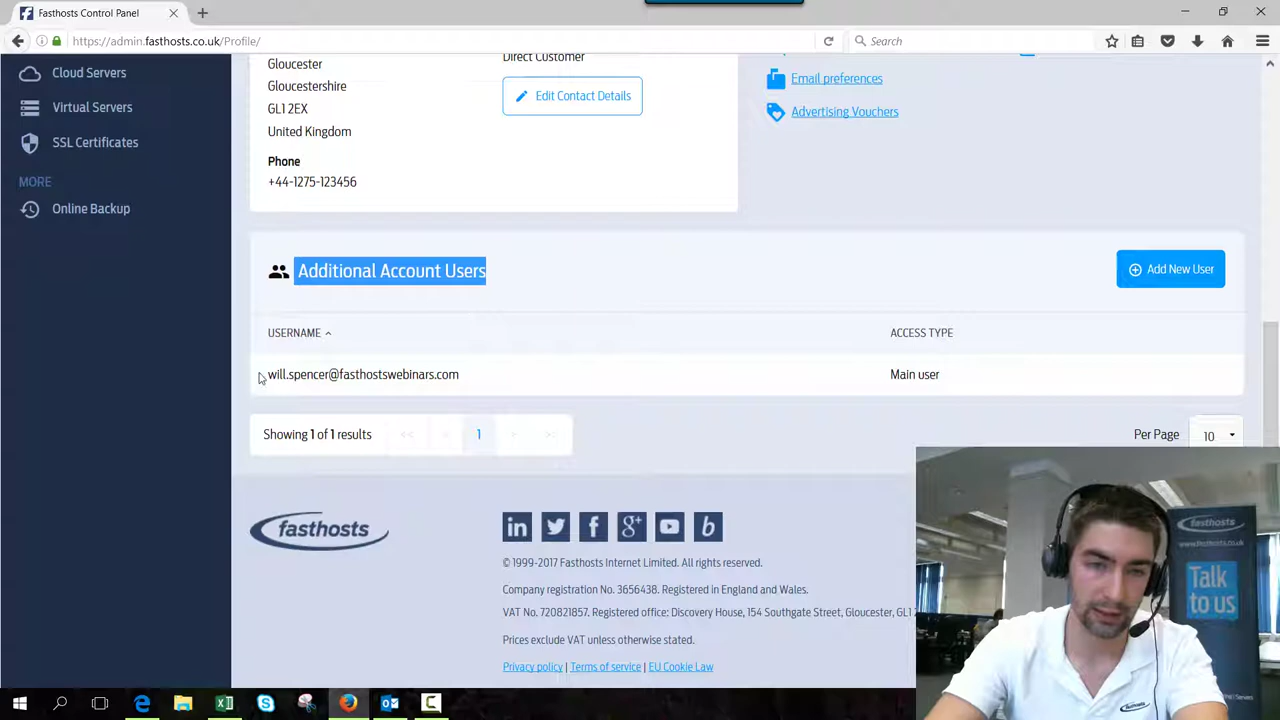 Fasthosts Control Panel
https://admin.fasthosts.co.uk/Profile/
Search
Cloud Servers
Virtual Servers
SSL Certificates
MORE
Online Backup
Gloucester
Gloucestershire
GL1 2EX
United Kingdom
Phone
+44-1275-123456
Direct Customer
Edit Contact Details
Email preferences
Advertising Vouchers
Additional Account Users
Add New User
USERNAME
ACCESS TYPE
will.spencer@fasthostswebinars.com
Main user
Showing 1 of 1 results
<<
<
1
>
>>
Per Page
10
fasthosts
© 1999-2017 Fasthosts Internet Limited. All rights reserved.
Company registration No. 3656438. Registered in England and Wales.
VAT No. 720821857. Registered office: Discovery House, 154 Southgate Street, Gloucester, GL1
Prices exclude VAT unless otherwise stated.
Privacy policy | Terms of service | EU Cookie Law
fasthosts
www.fasthosts.co.uk
Talk
to us
fasthosts